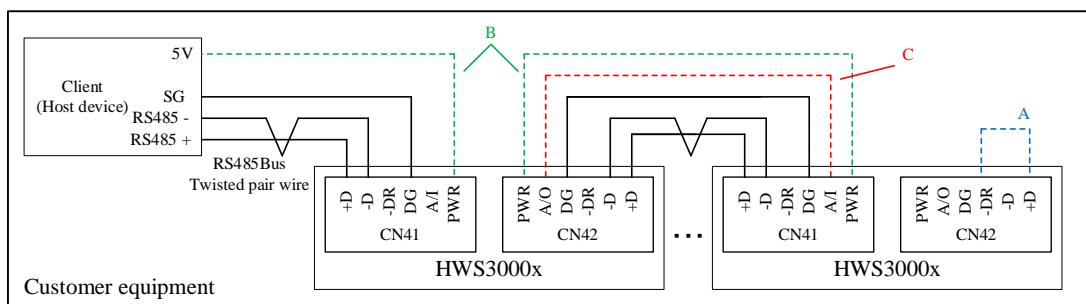 5V
B
C
Client
(Host device)
SG
RS485 -
RS485 +
A
RS485Bus
Twisted pair wire
+D
-D
-DR
DG
A/I
PWR
CN41
PWR
A/O
DG
-DR
-D
+D
CN42
...
+D
-D
-DR
DG
A/I
PWR
CN41
PWR
A/O
DG
-DR
-D
+D
CN42
HWS3000x
HWS3000x
Customer equipment